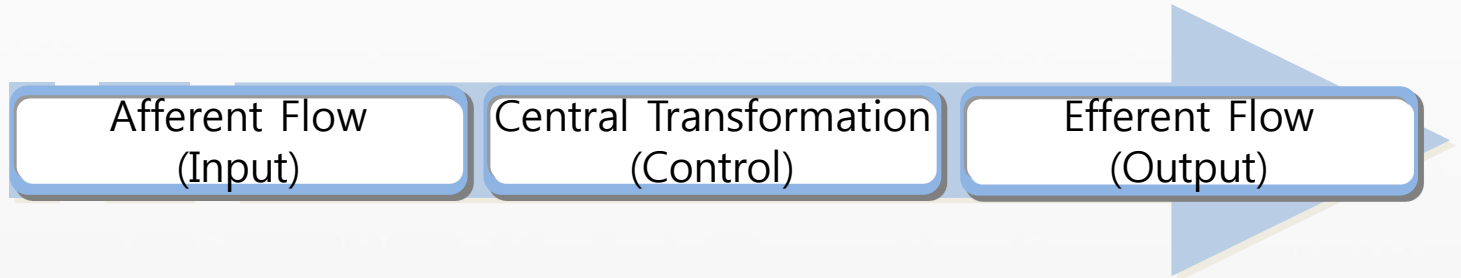 Afferent Flow
(Input)
Central Transformation
(Control)
Efferent Flow
(Output)